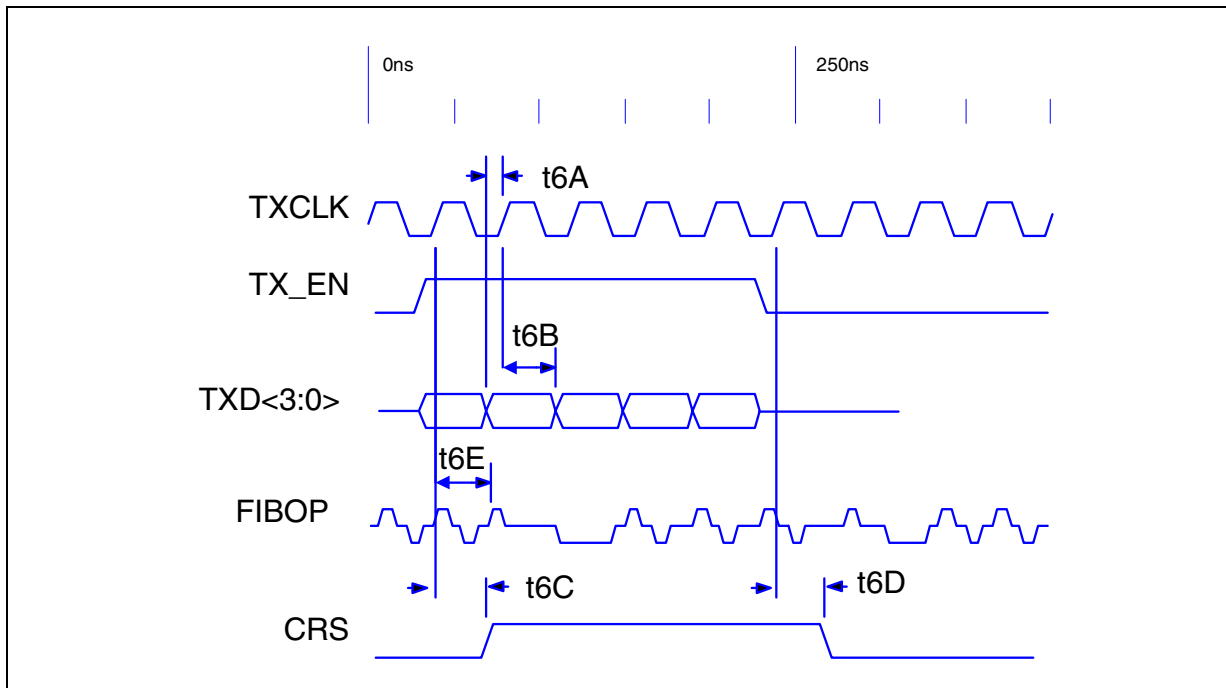 0ns
250ns
t6A
TXCLK
TX_EN
t6B
TXD<3:0>
t6E
FIBOP
t6C
t6D
CRS